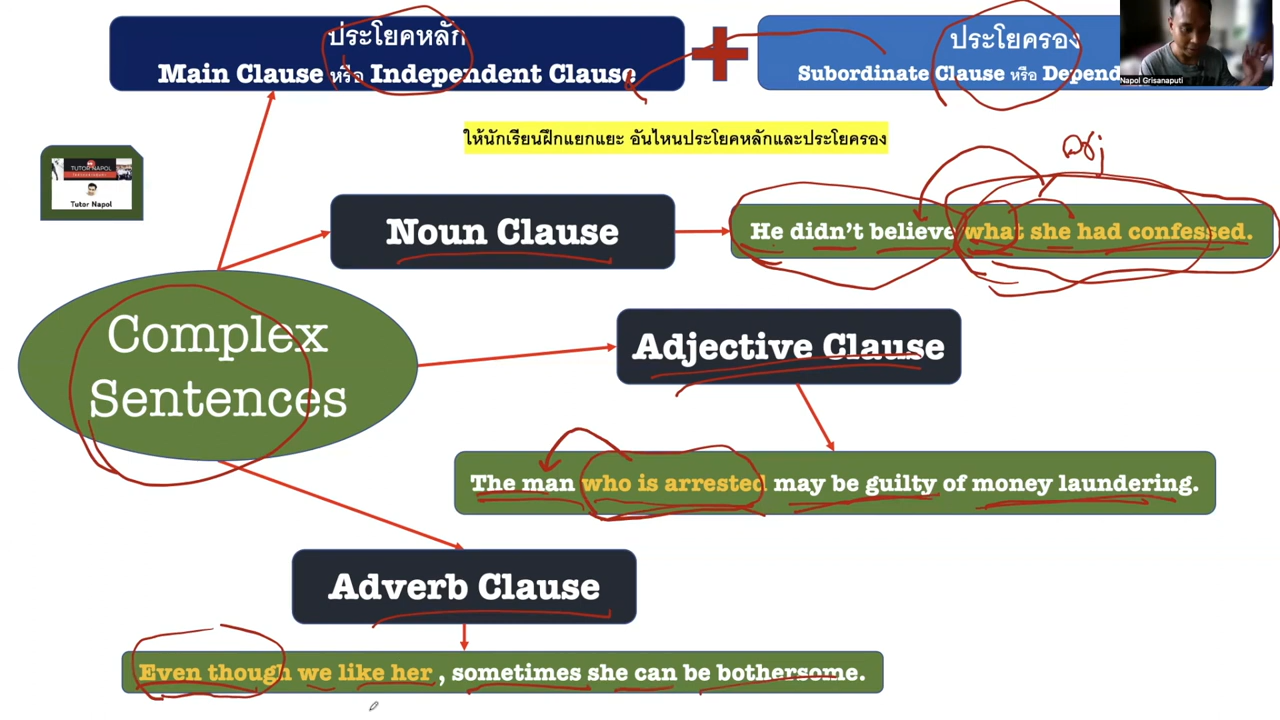 ประโยคหลัก
Main Clause หรือ Independent Clause
ประโยครอง
Subordinate Clause หรือ Depend
Napol Grisanaputi
ให้นักเรียนฝึกแยกแยะ อันไหนประโยคหลักและประโยครอง
TUTOR NAPOL
Tutor Napol
Noun Clause
He didn't believe what she had confessed.
Complex
Sentences
Adjective Clause
The man who is arrested may be guilty of money laundering.
Adverb Clause
Even though we like her , sometimes she can be bothersome.